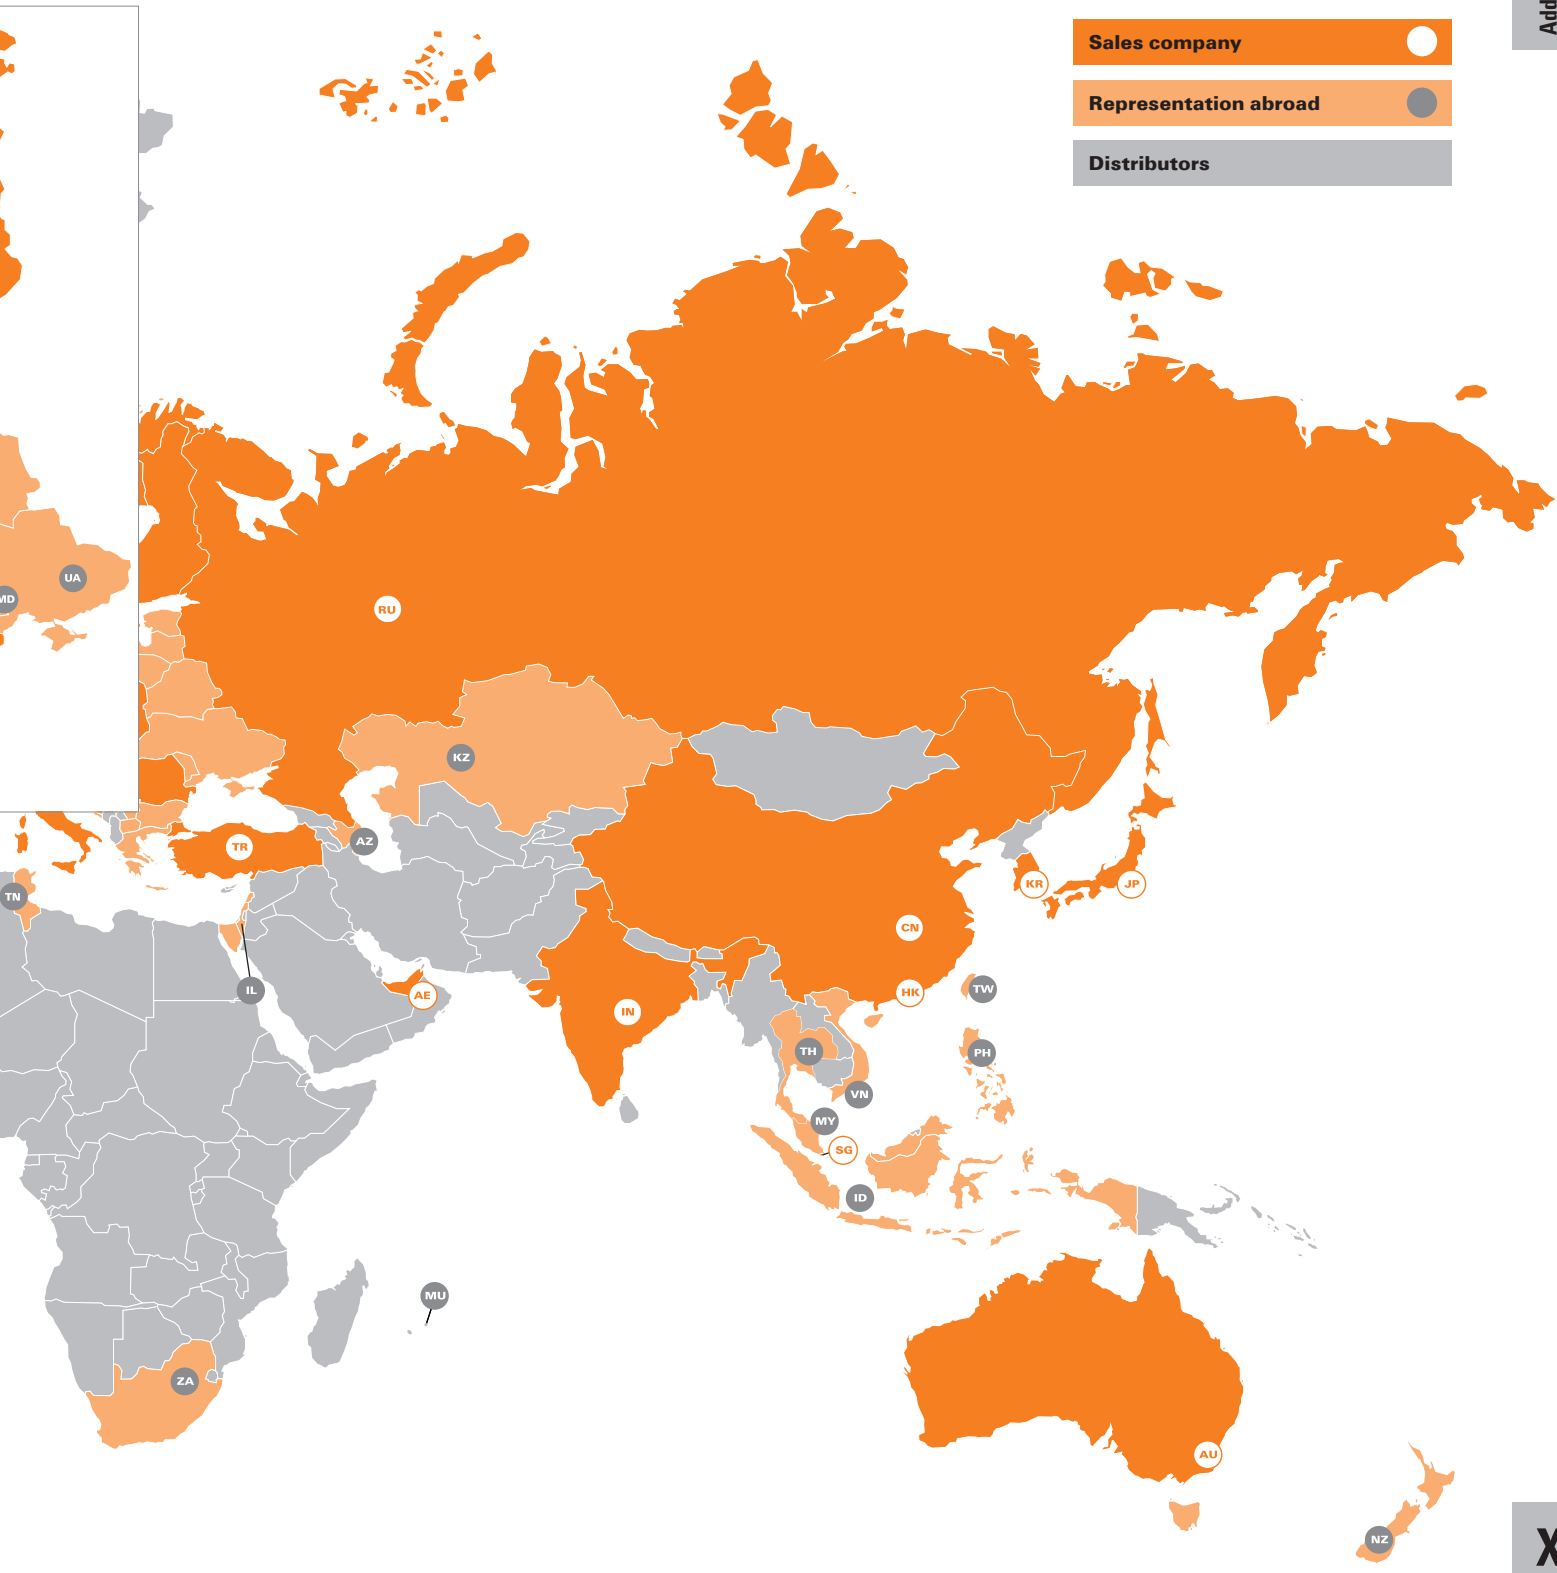 Sales company
Representation abroad
Distributors
UA
MD
RU
KZ
TR
AZ
TN
KR
JP
CN
IL
AE
HK
TW
IN
TH
PH
VN
MY
SG
ID
MU
ZA
AU
NZ
X